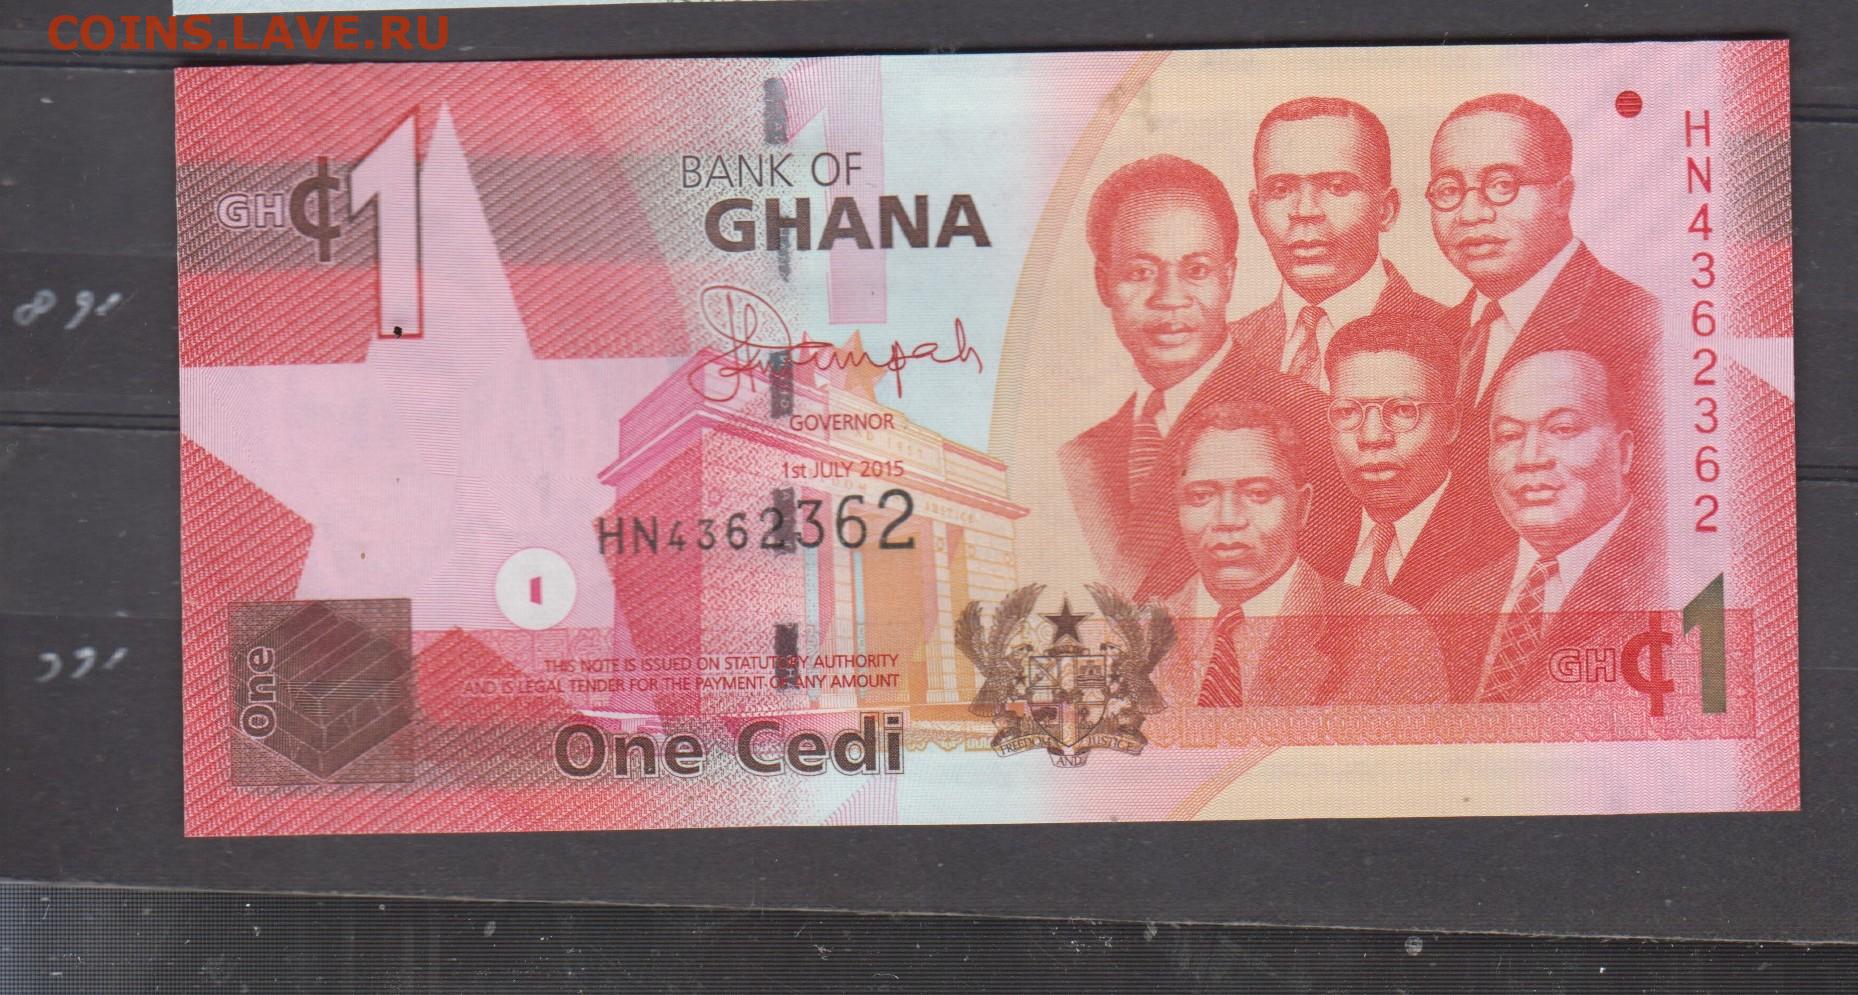 COINS.LAVE.RU
GH₵1
BANK OF
GHANA
GOVERNOR
1st JULY 2015
HN4362362
1
One
THIS NOTE IS ISSUED ON STATUTORY AUTHORITY
AND IS LEGAL TENDER FOR THE PAYMENT OF ANY AMOUNT
One Cedi
FREEDOM AND JUSTICE
HN4362362
GH₵1